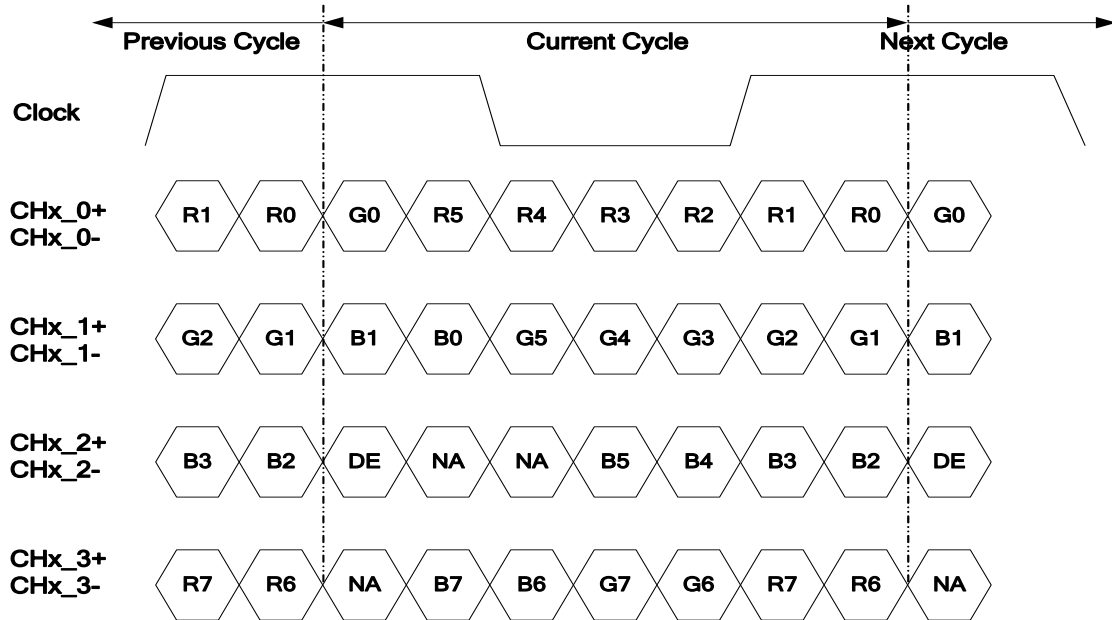 Previous Cycle Current Cycle Next Cycle
Clock
CHx_0+
CHx_0-
R1 R0 G0 R5 R4 R3 R2 R1 R0 G0
CHx_1+
CHx_1-
G2 G1 B1 B0 G5 G4 G3 G2 G1 B1
CHx_2+
CHx_2-
B3 B2 DE NA NA B5 B4 B3 B2 DE
CHx_3+
CHx_3-
R7 R6 NA B7 B6 G7 G6 R7 R6 NA